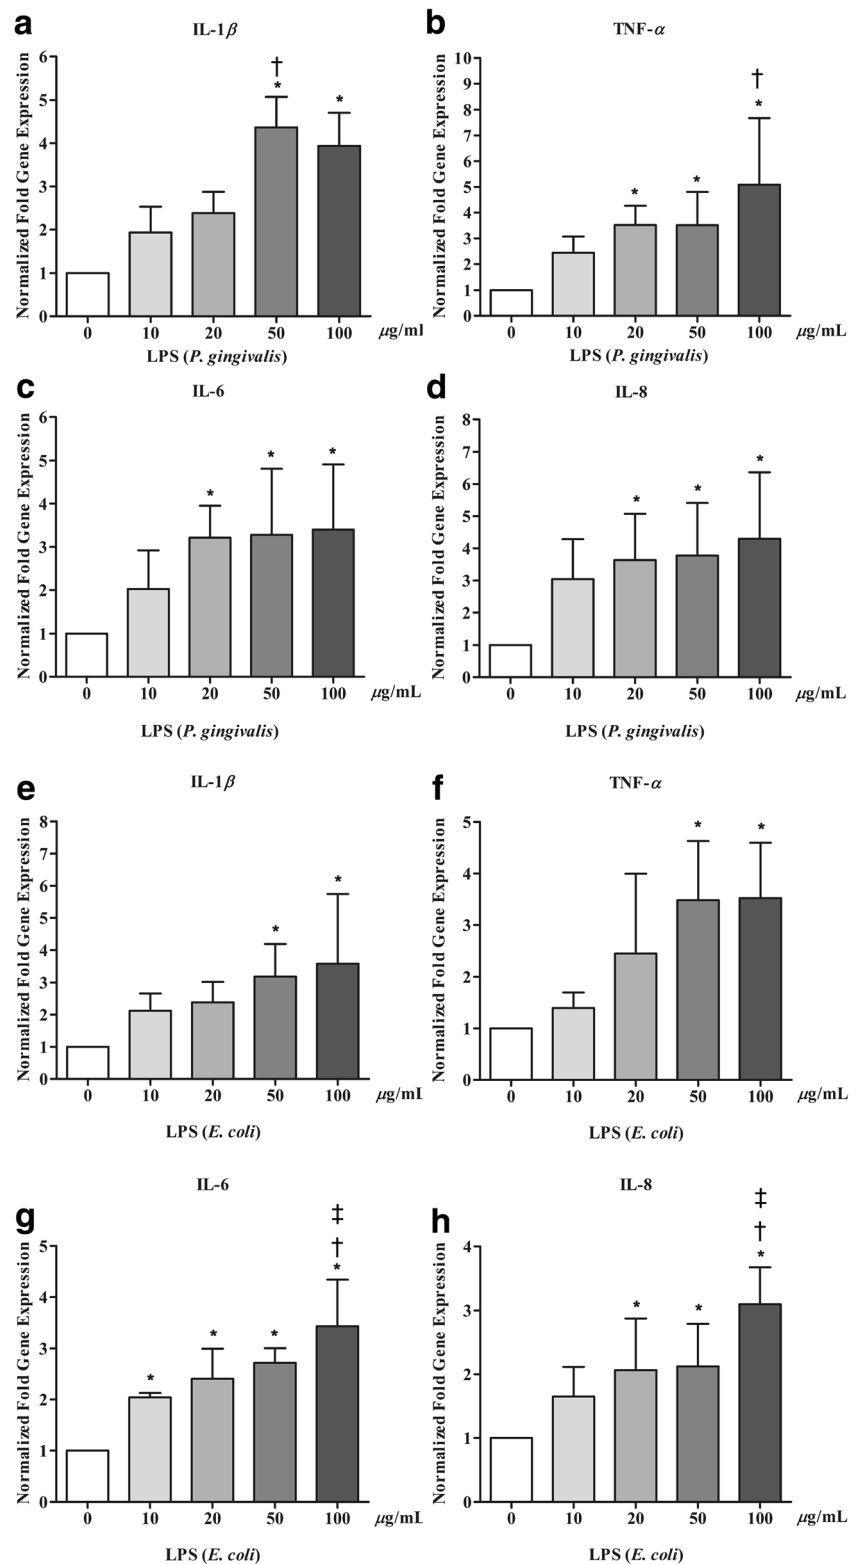 a
IL-1β
Normalized Fold Gene Expression
6
5
4
3
2
1
0
†
*
*
0 10 20 50 100 μg/ml
LPS (P. gingivalis)
b
TNF-α
Normalized Fold Gene Expression
10
9
8
7
6
5
4
3
2
1
0
†
*
*
*
0 10 20 50 100 μg/mL
LPS (P. gingivalis)
c
IL-6
Normalized Fold Gene Expression
6
5
4
3
2
1
0
* * *
0 10 20 50 100 μg/mL
LPS (P. gingivalis)
d
IL-8
Normalized Fold Gene Expression
8
7
6
5
4
3
2
1
0
* * *
0 10 20 50 100 μg/mL
LPS (P. gingivalis)
e
IL-1β
Normalized Fold Gene Expression
8
7
6
5
4
3
2
1
0
* *
0 10 20 50 100 μg/mL
LPS (E. coli)
f
TNF-α
Normalized Fold Gene Expression
5
4
3
2
1
0
* *
0 10 20 50 100 μg/mL
LPS (E. coli)
g
IL-6
Normalized Fold Gene Expression
5
4
3
2
1
0
‡
†
*
* * *
0 10 20 50 100 μg/mL
LPS (E. coli)
h
IL-8
Normalized Fold Gene Expression
4
3
2
1
0
‡
†
*
* *
0 10 20 50 100 μg/mL
LPS (E. coli)